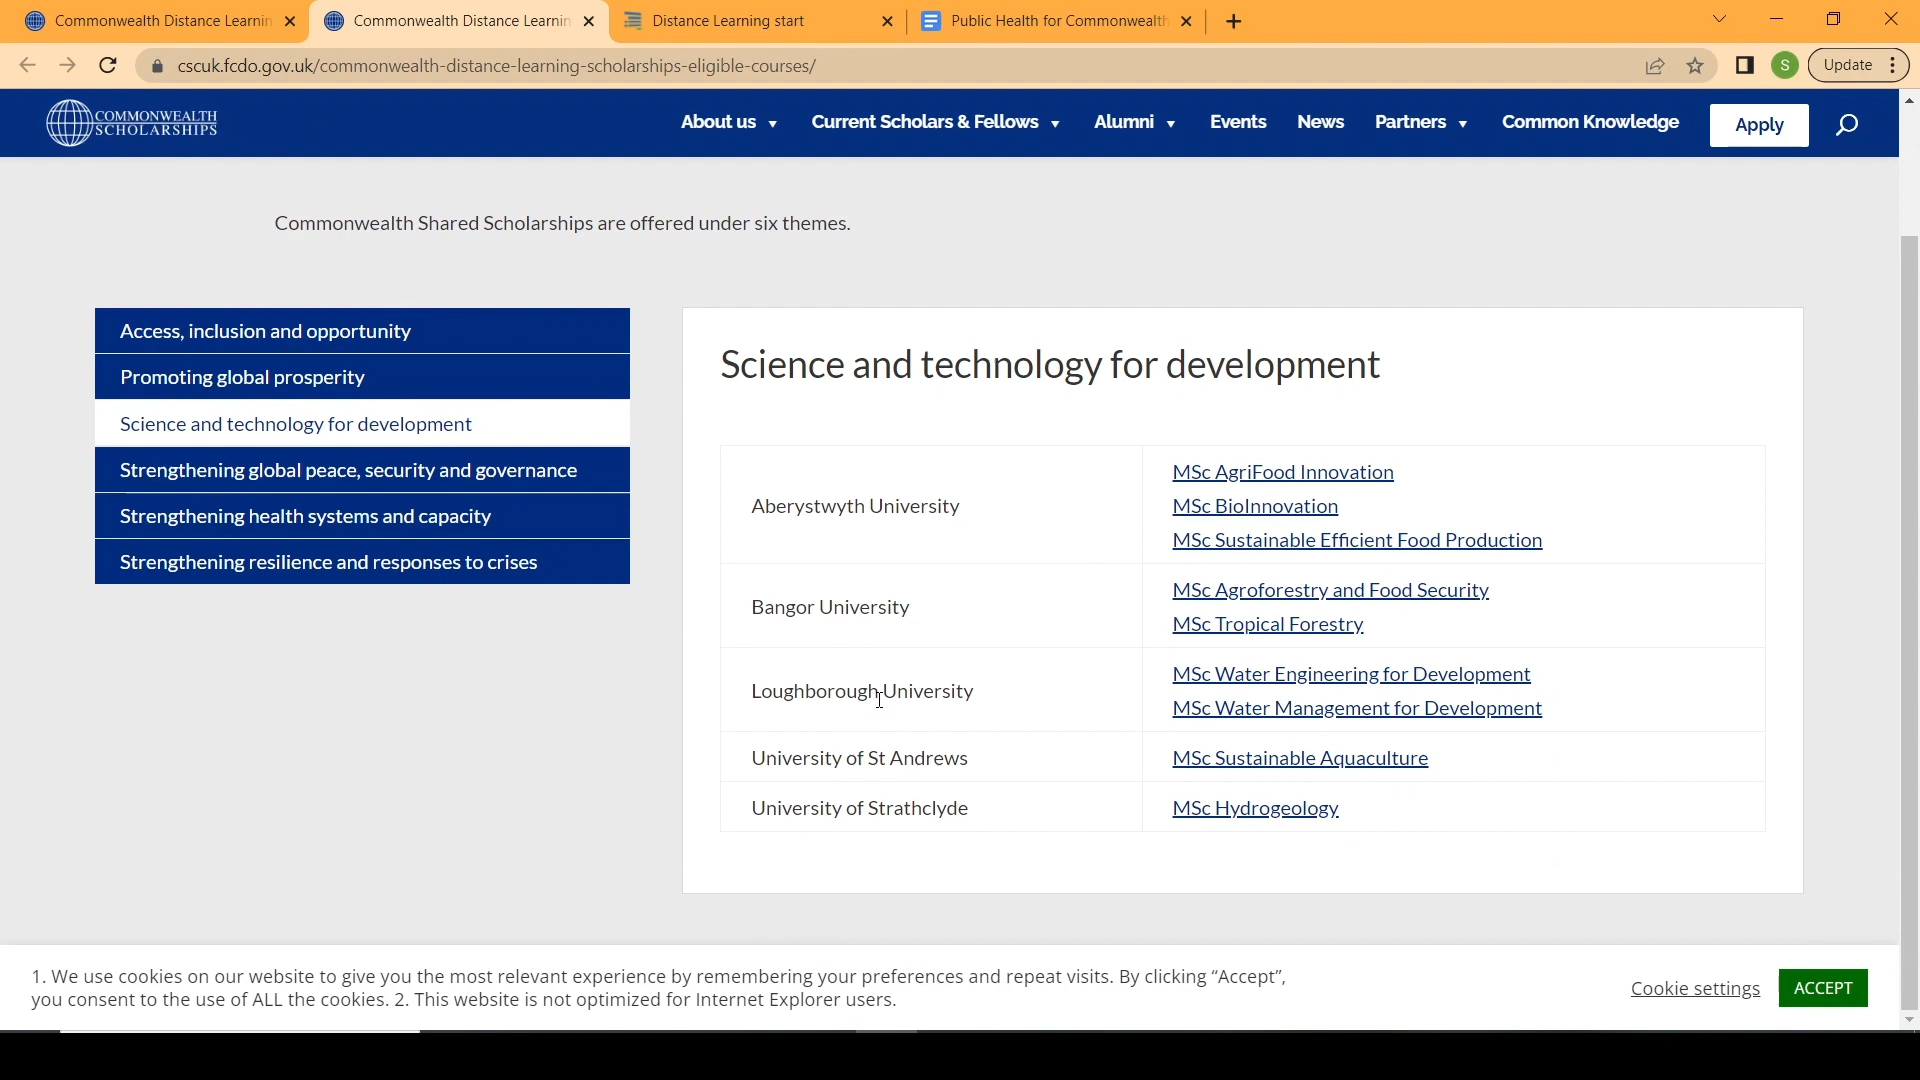 Commonwealth Distance Learnin
Commonwealth Distance Learnin
Distance Learning start
Public Health for Commonwealth
cscuk.fcdo.gov.uk/commonwealth-distance-learning-scholarships-eligible-courses/
S
Update
COMMONWEALTH
SCHOLARSHIPS
About us
Current Scholars & Fellows
Alumni
Events
News
Partners
Common Knowledge
Apply
Commonwealth Shared Scholarships are offered under six themes.
Access, inclusion and opportunity
Promoting global prosperity
Science and technology for development
Strengthening global peace, security and governance
Strengthening health systems and capacity
Strengthening resilience and responses to crises
Science and technology for development
Aberystwyth University
MSc AgriFood Innovation
MSc BioInnovation
MSc Sustainable Efficient Food Production
Bangor University
MSc Agroforestry and Food Security
MSc Tropical Forestry
Loughborough University
MSc Water Engineering for Development
MSc Water Management for Development
University of St Andrews
MSc Sustainable Aquaculture
University of Strathclyde
MSc Hydrogeology
1. We use cookies on our website to give you the most relevant experience by remembering your preferences and repeat visits. By clicking “Accept”,
you consent to the use of ALL the cookies. 2. This website is not optimized for Internet Explorer users.
Cookie settings
ACCEPT